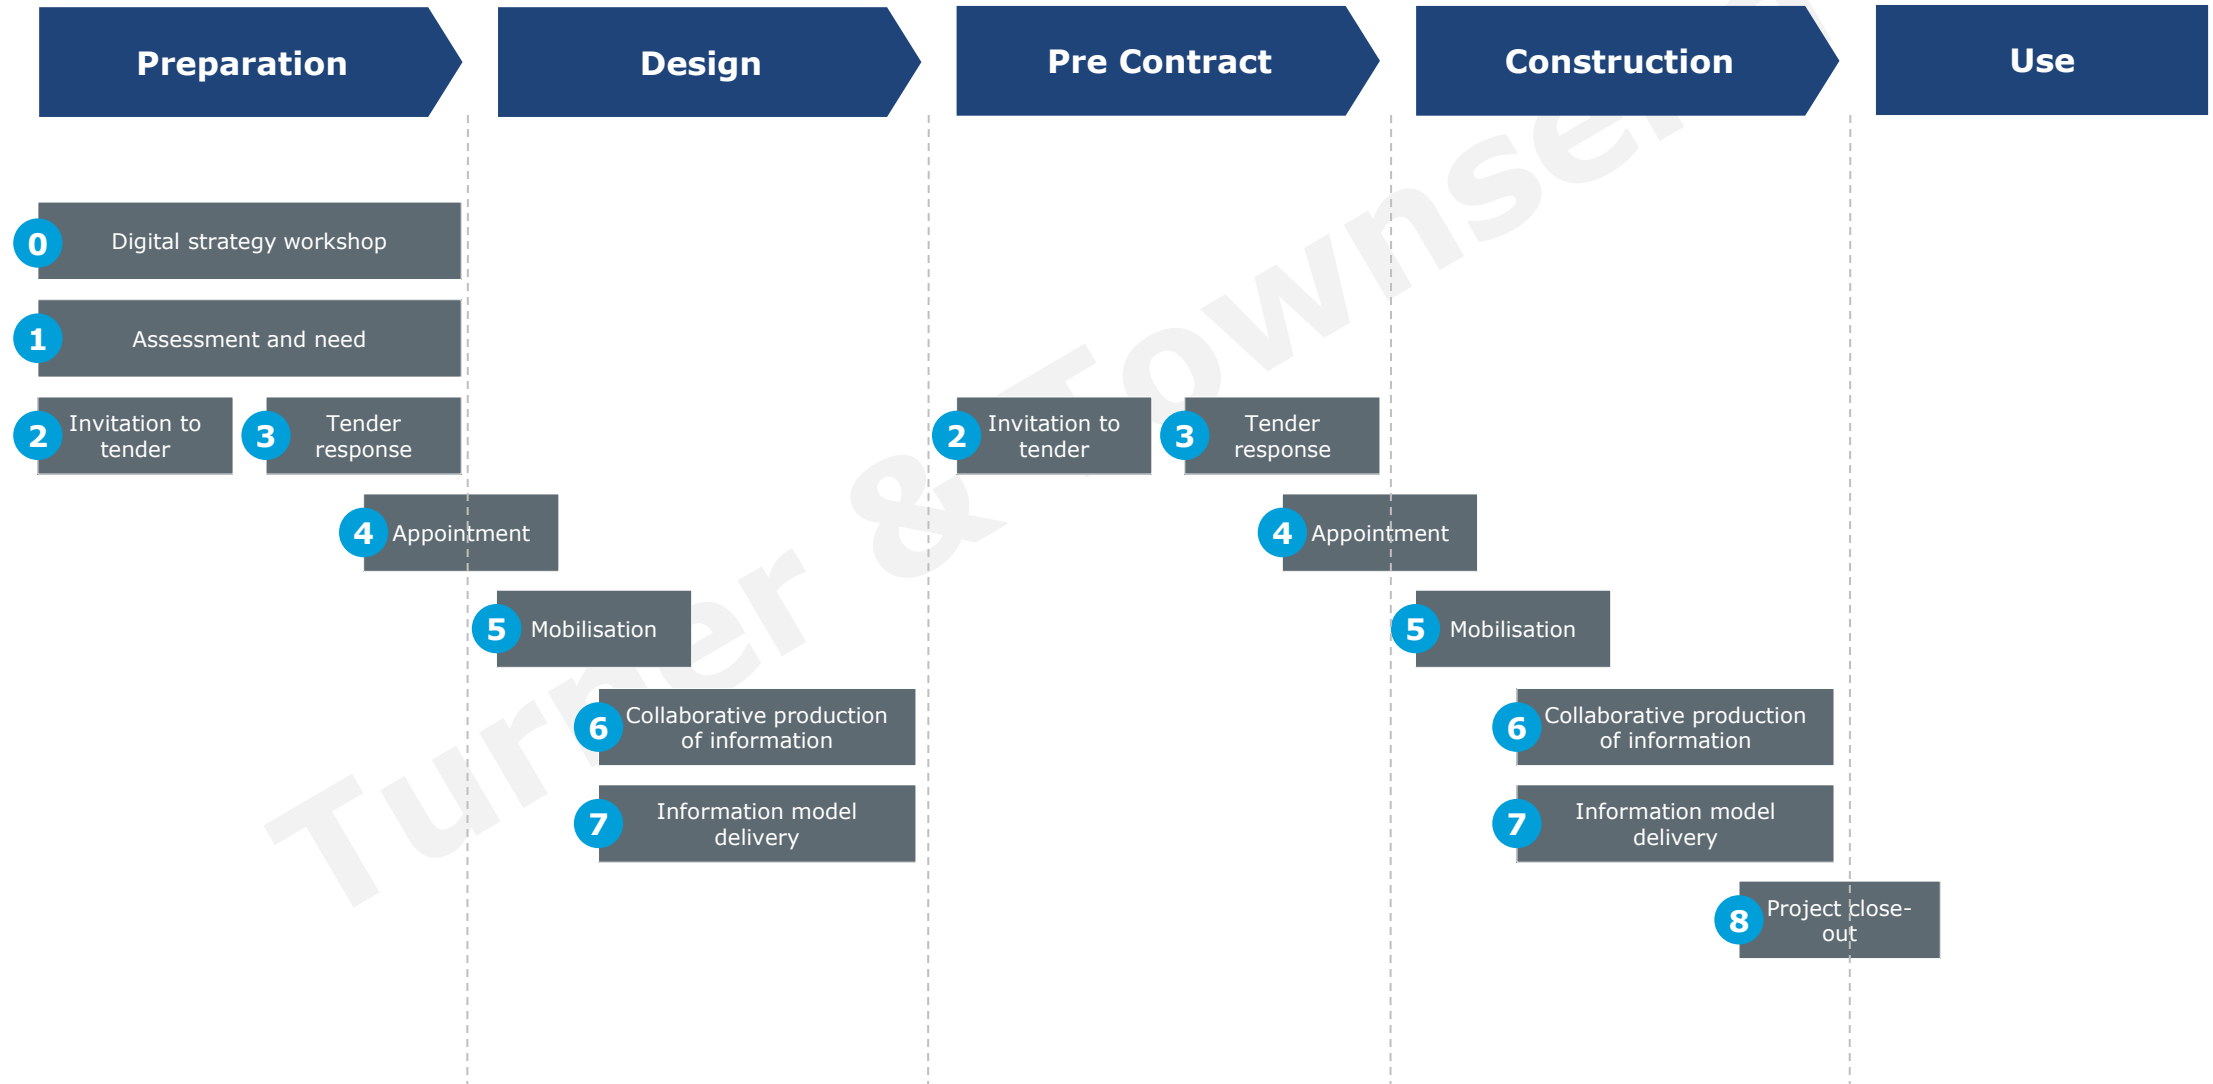 Preparation
Design
Pre Contract
Construction
Use
0
Digital strategy workshop
1
Assessment and need
2
Invitation to
tender
3
Tender
response
2
Invitation to
tender
3
Tender
response
4
Appointment
4
Appointment
5
Mobilisation
5
Mobilisation
6
Collaborative production
of information
6
Collaborative production
of information
7
Information model
delivery
7
Information model
delivery
8
Project close-
out
Turner & Townsend